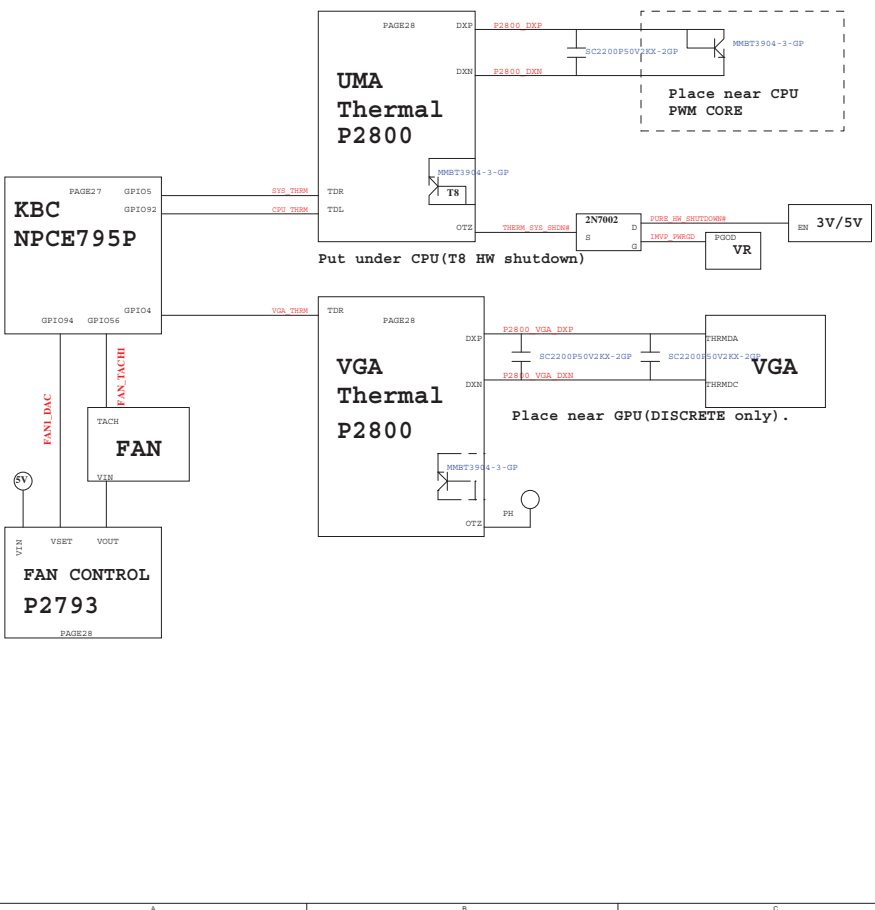 PAGE28
DXP
P2800_DXP
SC2200P50V2KX-2GP
MMBT3904-3-GP
DXN
P2800_DXN
UMA
Thermal
P2800
Place near CPU
PWM CORE
MMBT3904-3-GP
T8
PAGE27
GPIO5
SYS_THRM
TDR
GPIO92
CPU_THRM
TDL
KBC
NPCE795P
OTZ
THERM_SYS_SHDN#
2N7002
S
D
G
PURE_HW_SHUTDOWN#
IMVP_PWRGD
EN
3V/5V
PGOD
VR
Put under CPU(T8 HW shutdown)
GPIO4
VGA_THRM
TDR
GPIO94
GPIO56
PAGE28
DXP
P2800_VGA_DXP
THRMDA
SC2200P50V2KX-2GP
SC2200P50V2KX-2GP
VGA
Thermal
P2800
VGA
DXN
P2800_VGA_DXN
THRMDC
Place near GPU(DISCRETE only).
FAN1_DAC
FAN_TACH1
TACH
FAN
VIN
MMBT3904-3-GP
PH
OTZ
5V
VIN
VSET
VOUT
FAN CONTROL
P2793
PAGE28
A
B
C